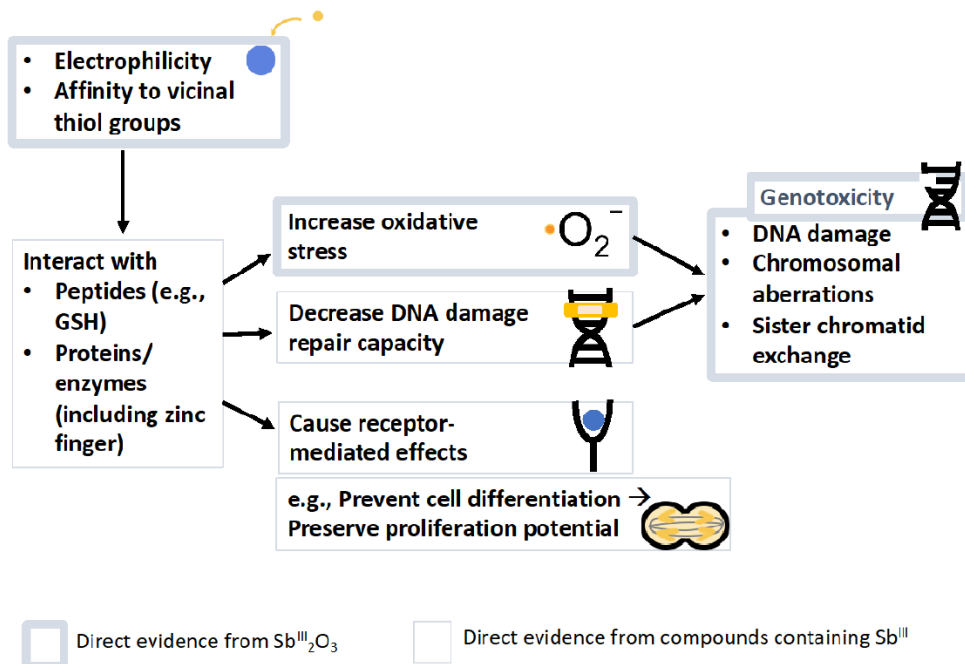 • Electrophilicity
• Affinity to vicinal
thiol groups
Interact with
• Peptides (e.g.,
GSH)
• Proteins/
enzymes
(including zinc
finger)
Increase oxidative
stress
•O₂⁻
Decrease DNA damage
repair capacity
Cause receptor-
mediated effects
e.g., Prevent cell differentiation →
Preserve proliferation potential
Genotoxicity
• DNA damage
• Chromosomal
aberrations
• Sister chromatid
exchange
Direct evidence from Sbᴵᴵᴵ₂O₃
Direct evidence from compounds containing Sbᴵᴵᴵ